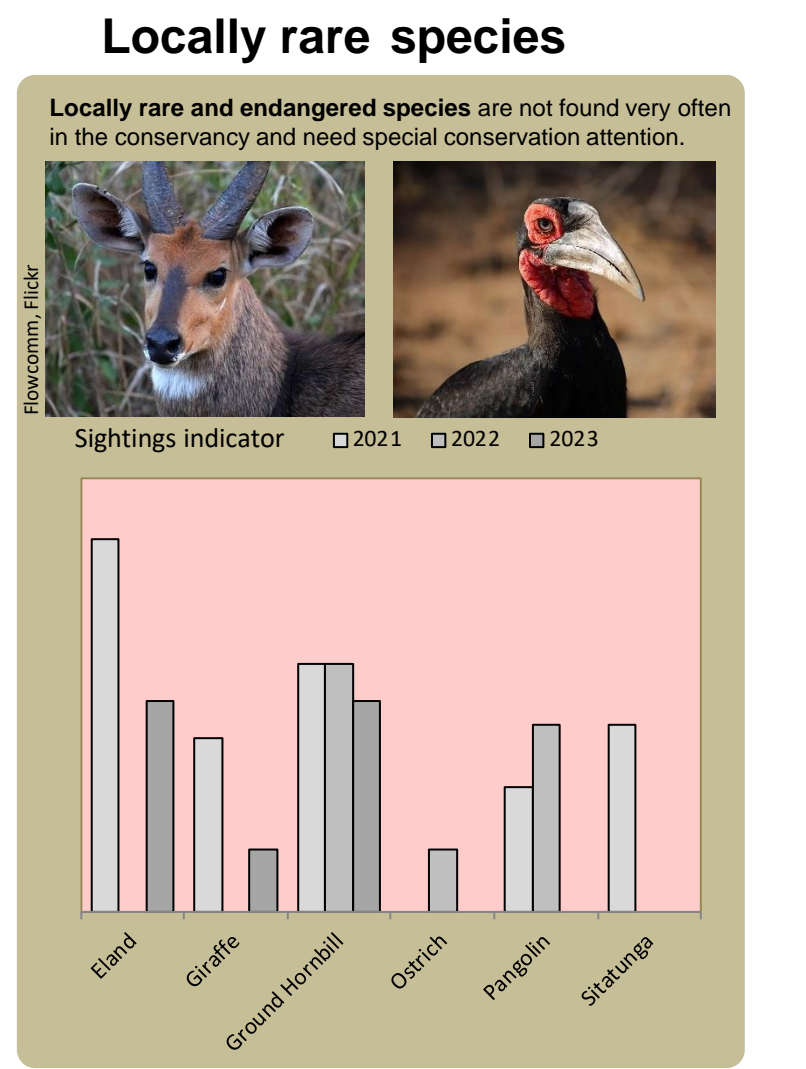 Locally rare species
Locally rare and endangered species are not found very often
in the conservancy and need special conservation attention.
Flowcomm, Flickr
Sightings indicator
2021
2022
2023
Eland
Giraffe
Ground Hornbill
Ostrich
Pangolin
Sitatunga